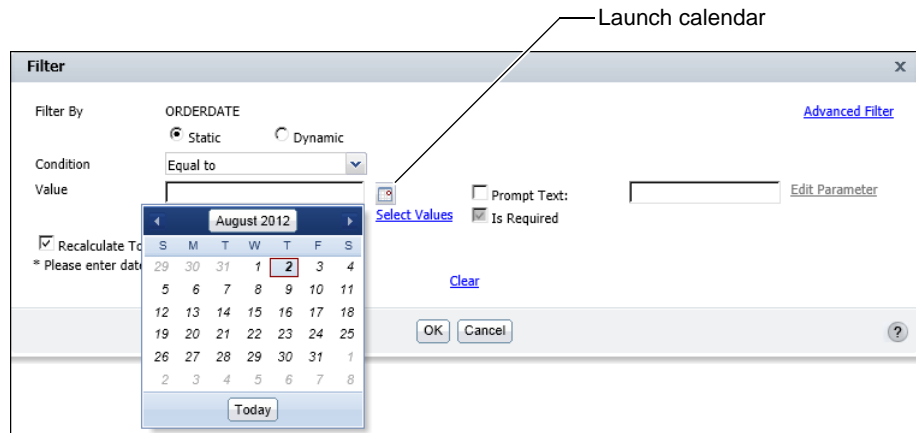 Launch calendar
Filter x
Filter By ORDERDATE Advanced Filter
Static Dynamic
Condition Equal to
Value Prompt Text: Edit Parameter
Select Values Is Required
August 2012
Recalculate To
* Please enter date
S M T W T F S
29 30 31 1 2 3 4
5 6 7 8 9 10 11
12 13 14 15 16 17 18
19 20 21 22 23 24 25
26 27 28 29 30 31 1
2 3 4 5 6 7 8
Today
Clear
OK Cancel ?